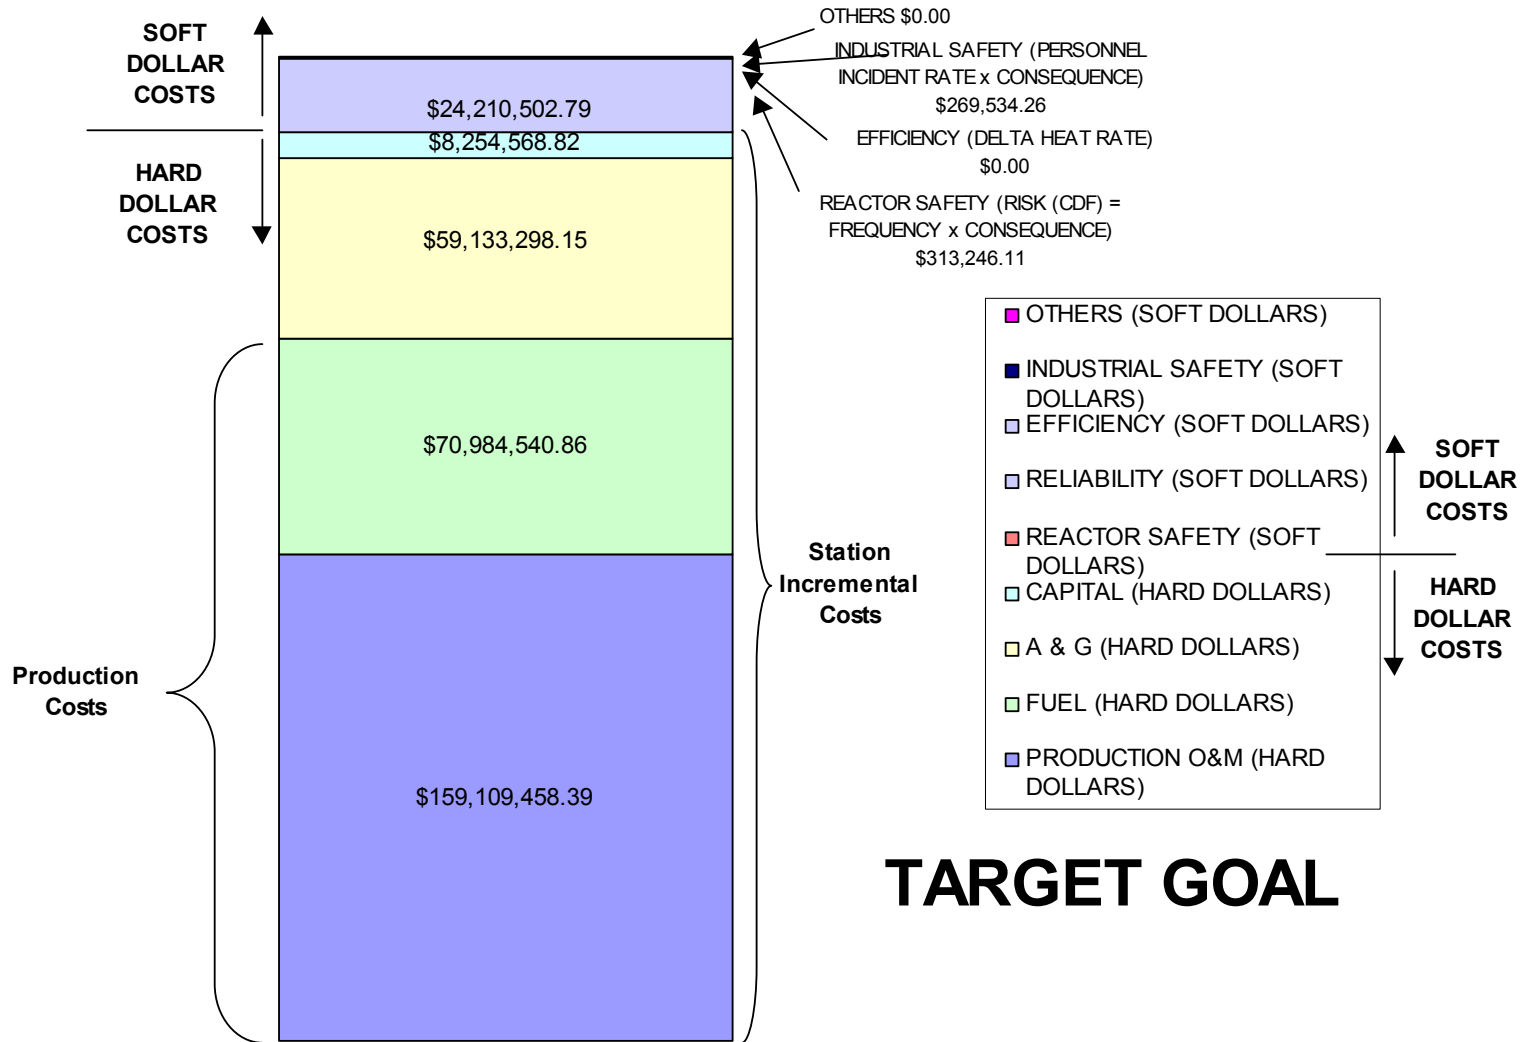 SOFT
DOLLAR
COSTS
HARD
DOLLAR
COSTS
$24,210,502.79
$8,254,568.82
$59,133,298.15
$70,984,540.86
$159,109,458.39
Production
Costs
Station
Incremental
Costs
OTHERS $0.00
INDUSTRIAL SAFETY (PERSONNEL
INCIDENT RATE x CONSEQUENCE)
$269,534.26
EFFICIENCY (DELTA HEAT RATE)
$0.00
REACTOR SAFETY (RISK (CDF) =
FREQUENCY x CONSEQUENCE)
$313,246.11
OTHERS (SOFT DOLLARS)
INDUSTRIAL SAFETY (SOFT
DOLLARS)
EFFICIENCY (SOFT DOLLARS)
RELIABILITY (SOFT DOLLARS)
REACTOR SAFETY (SOFT
DOLLARS)
CAPITAL (HARD DOLLARS)
A & G (HARD DOLLARS)
FUEL (HARD DOLLARS)
PRODUCTION O&M (HARD
DOLLARS)
SOFT
DOLLAR
COSTS
HARD
DOLLAR
COSTS
TARGET GOAL